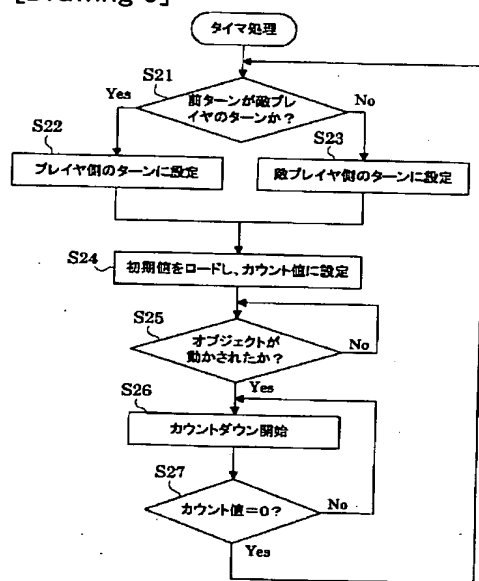 タイマ処理
S21
前ターンが敵プレイ
ヤのターンか?
Yes
No
S22
プレイヤ側のターンに設定
S23
敵プレイヤ側のターンに設定
S24
初期値をロードし、カウント値に設定
S25
オブジェクトが
動かされたか?
No
Yes
S26
カウントダウン開始
S27
カウント値=0?
No
Yes